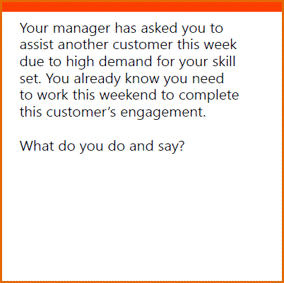 Your manager has asked you to
assist another customer this week
due to high demand for your skill
set. You already know you need
to work this weekend to complete
this customer's engagement.
What do you do and say?